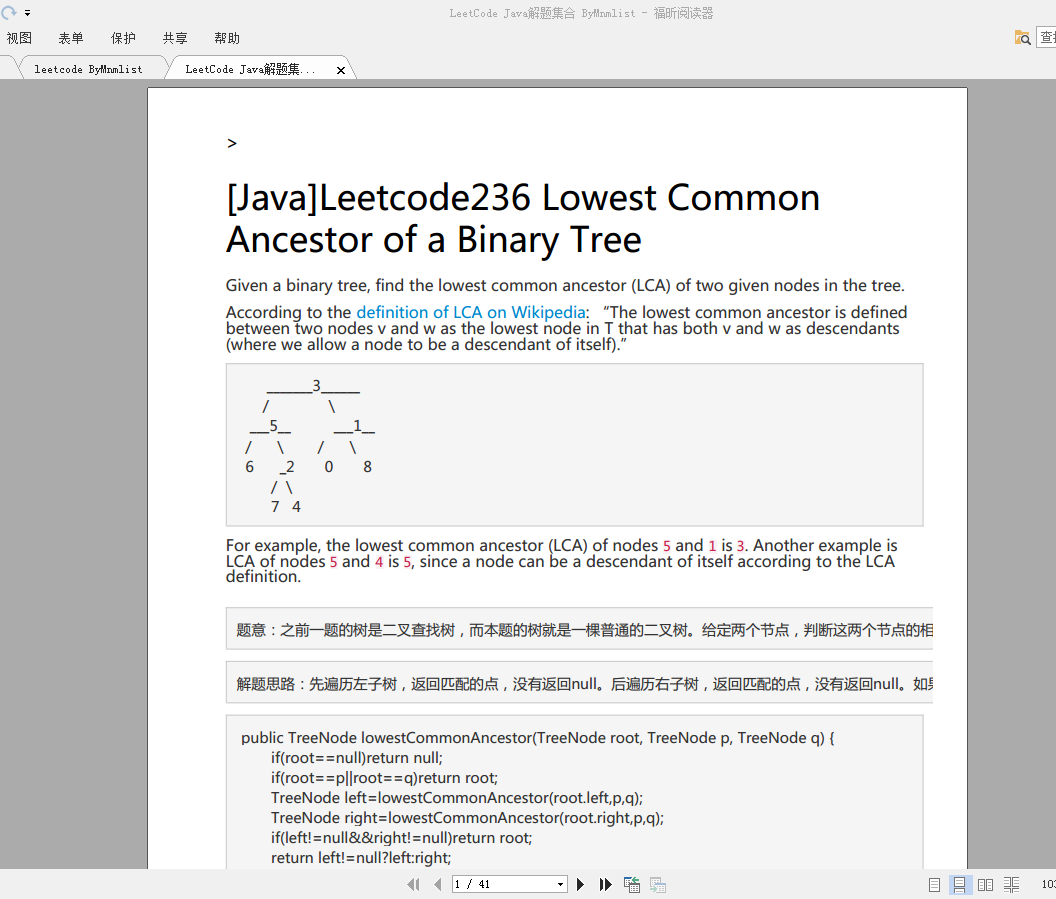 LeetCode Java解题集合 ByMnmlist - 福昕阅读器
视图 表单 保护 共享 帮助
查找
leetcode ByMnmlist LeetCode Java解题集... ×
>
[Java]Leetcode236 Lowest Common
Ancestor of a Binary Tree
Given a binary tree, find the lowest common ancestor (LCA) of two given nodes in the tree.
According to the definition of LCA on Wikipedia: “The lowest common ancestor is defined
between two nodes v and w as the lowest node in T that has both v and w as descendants
(where we allow a node to be a descendant of itself).”
_______3______
/ \
___5__ ___1__
/ \ / \
6 _2 0 8
/ \
7 4
For example, the lowest common ancestor (LCA) of nodes 5 and 1 is 3. Another example is
LCA of nodes 5 and 4 is 5, since a node can be a descendant of itself according to the LCA
definition.
题意：之前一题的树是二叉查找树，而本题的树就是一棵普通的二叉树。给定两个节点，判断这两个节点的相
解题思路：先遍历左子树，返回匹配的点，没有返回null。后遍历右子树，返回匹配的点，没有返回null。如果
public TreeNode lowestCommonAncestor(TreeNode root, TreeNode p, TreeNode q) {
if(root==null)return null;
if(root==p||root==q)return root;
TreeNode left=lowestCommonAncestor(root.left,p,q);
TreeNode right=lowestCommonAncestor(root.right,p,q);
if(left!=null&&right!=null)return root;
return left!=null?left:right;
1 / 41
103